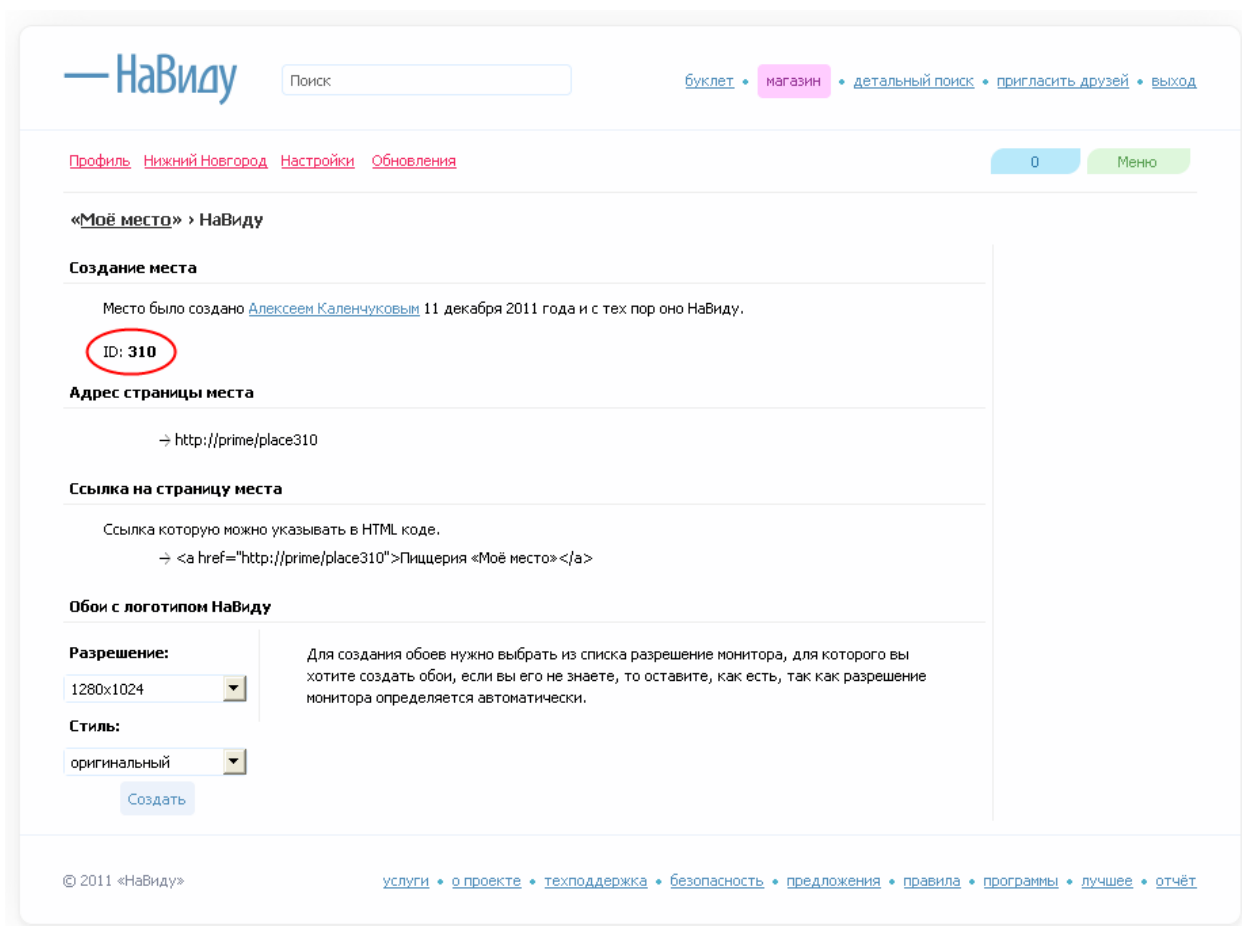 — НаВиду
Поиск
буклет • магазин • детальный поиск • пригласить друзей • выход
Профиль Нижний Новгород Настройки Обновления
0 Меню
«Моё место» › НаВиду
Создание места
Место было создано Алексеем Каленчуковым 11 декабря 2011 года и с тех пор оно НаВиду.
ID: 310
Адрес страницы места
→ http://prime/place310
Ссылка на страницу места
Ссылка которую можно указывать в HTML коде.
→ <a href="http://prime/place310">Пиццерия «Моё место»</a>
Обои с логотипом НаВиду
Разрешение:
1280x1024
Стиль:
оригинальный
Создать
Для создания обоев нужно выбрать из списка разрешение монитора, для которого вы
хотите создать обои, если вы его не знаете, то оставите, как есть, так как разрешение
монитора определяется автоматически.
© 2011 «НаВиду»
услуги • о проекте • техподдержка • безопасность • предложения • правила • программы • лучшее • отчёт